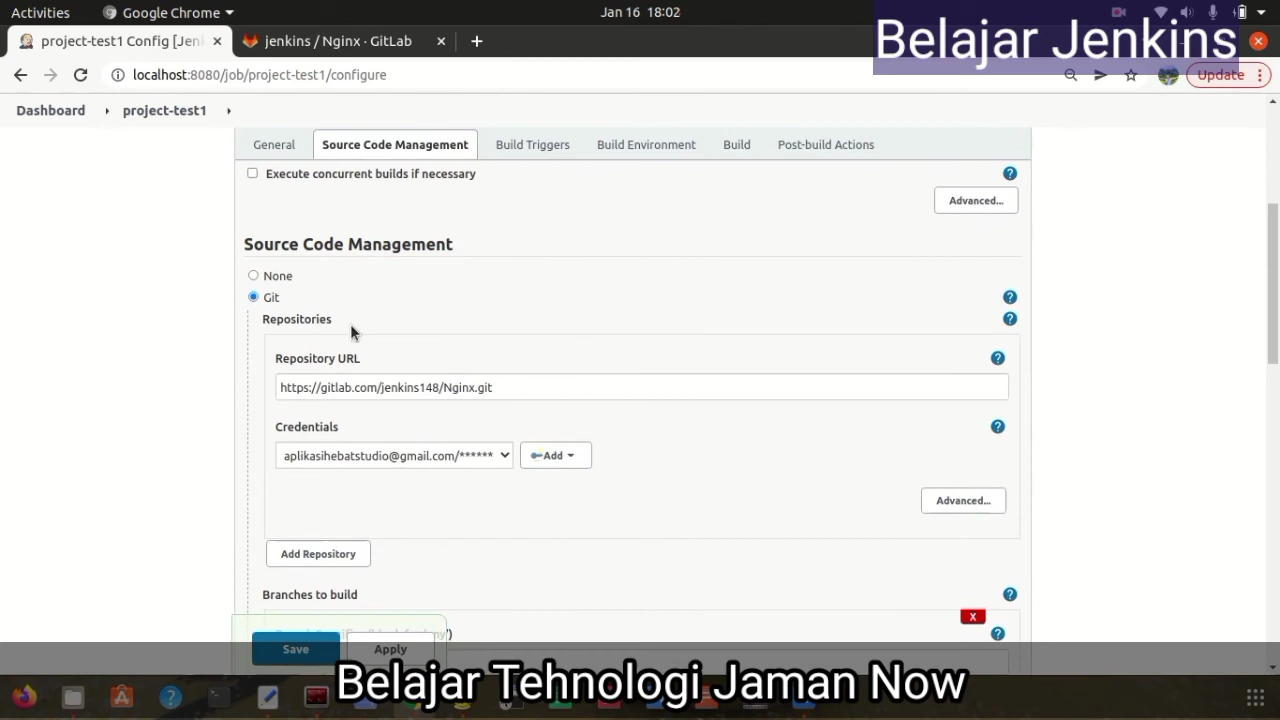 Activities
Google Chrome
Jan 16 18:02
project-test1 Config [Jen
jenkins / Nginx · GitLab
Belajar Jenkins
localhost:8080/job/project-test1/configure
Update
Dashboard
project-test1
General
Source Code Management
Build Triggers
Build Environment
Build
Post-build Actions
Execute concurrent builds if necessary
Advanced...
Source Code Management
None
Git
Repositories
Repository URL
https://gitlab.com/jenkins148/Nginx.git
Credentials
aplikasihebatstudio@gmail.com/******
Add
Advanced...
Add Repository
Branches to build
X
Save
Apply
Belajar Tehnologi Jaman Now